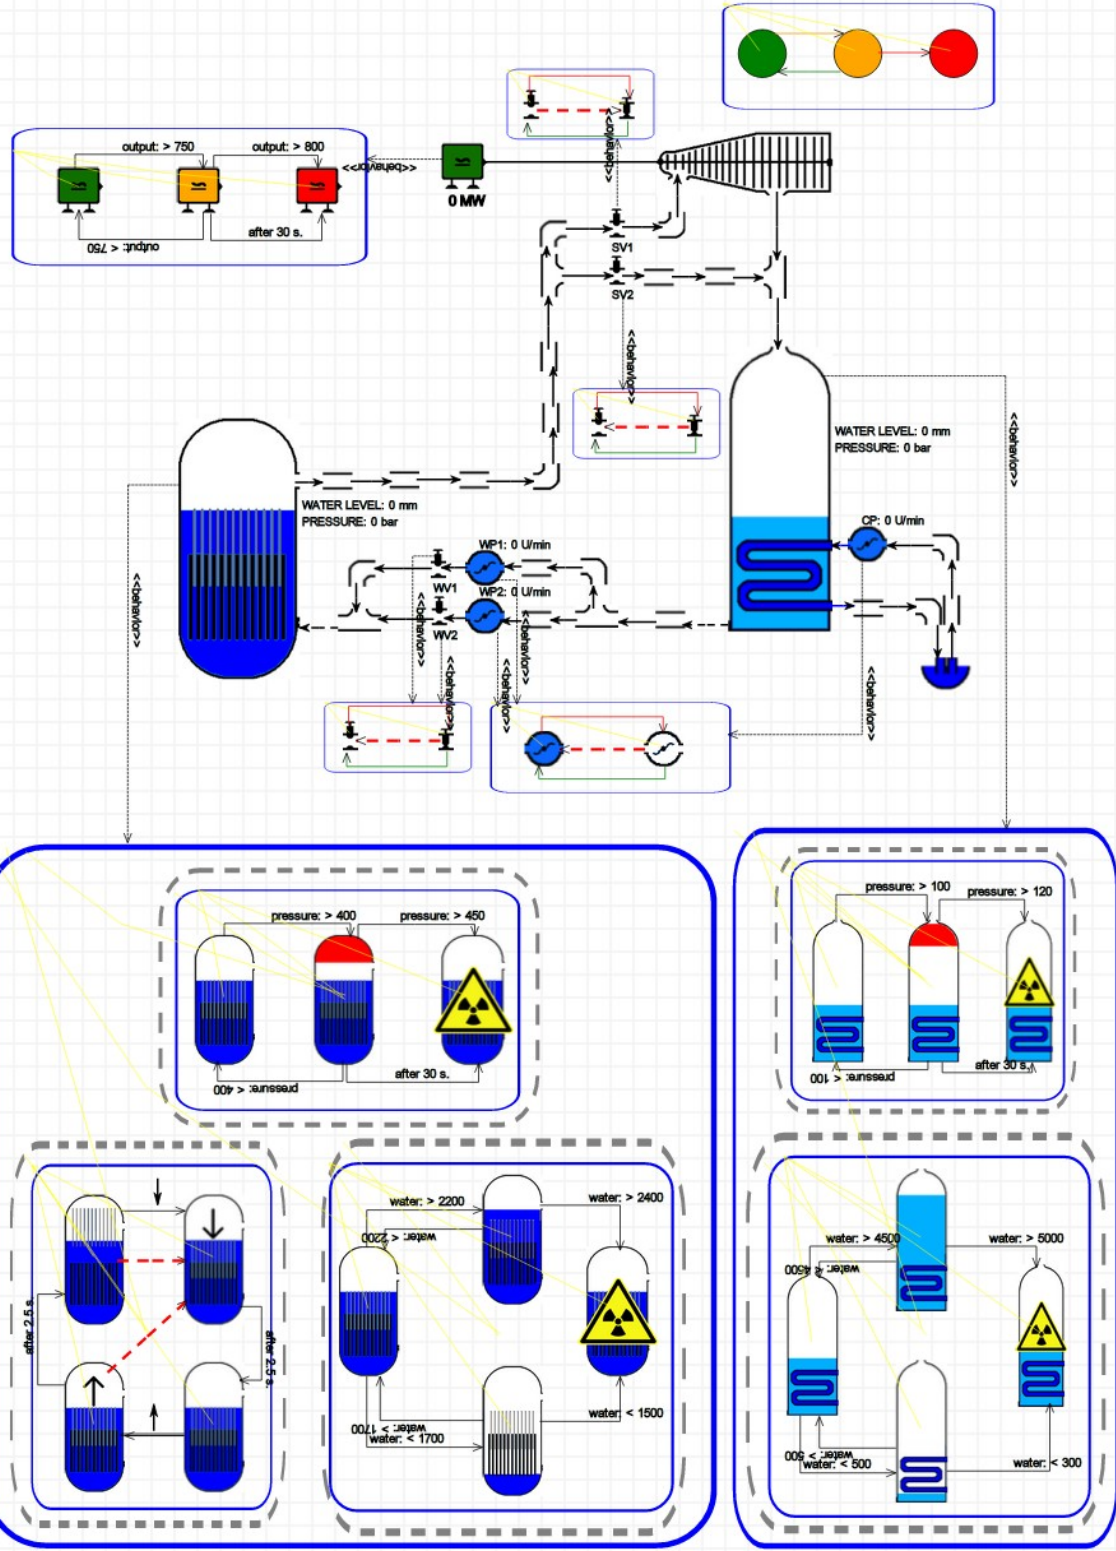 output: > 750
output: > 800
output: < 750
after 30 s.
<<behavior>>
0 MW
<<behavior>>
SV1
SV2
<<behavior>>
WATER LEVEL: 0 mm
PRESSURE: 0 bar
<<behavior>>
WATER LEVEL: 0 mm
PRESSURE: 0 bar
CP: 0 U/min
WP1: 0 U/min
WV1
WP2: 0 U/min
WV2
<<behavior>>
<<behavior>>
<<behavior>>
<<behavior>>
<<behavior>>
<<behavior>>
pressure: > 400
pressure: > 450
pressure: < 400
after 30 s.
pressure: > 100
pressure: > 120
pressure: < 100
after 30 s.
after 2.5 s.
after 2.5 s.
water: > 2200
water: > 2400
water: < 2200
water: > 1700
water: < 1700
water: < 1500
water: > 4500
water: > 5000
water: < 4500
water: > 500
water: < 500
water: < 300